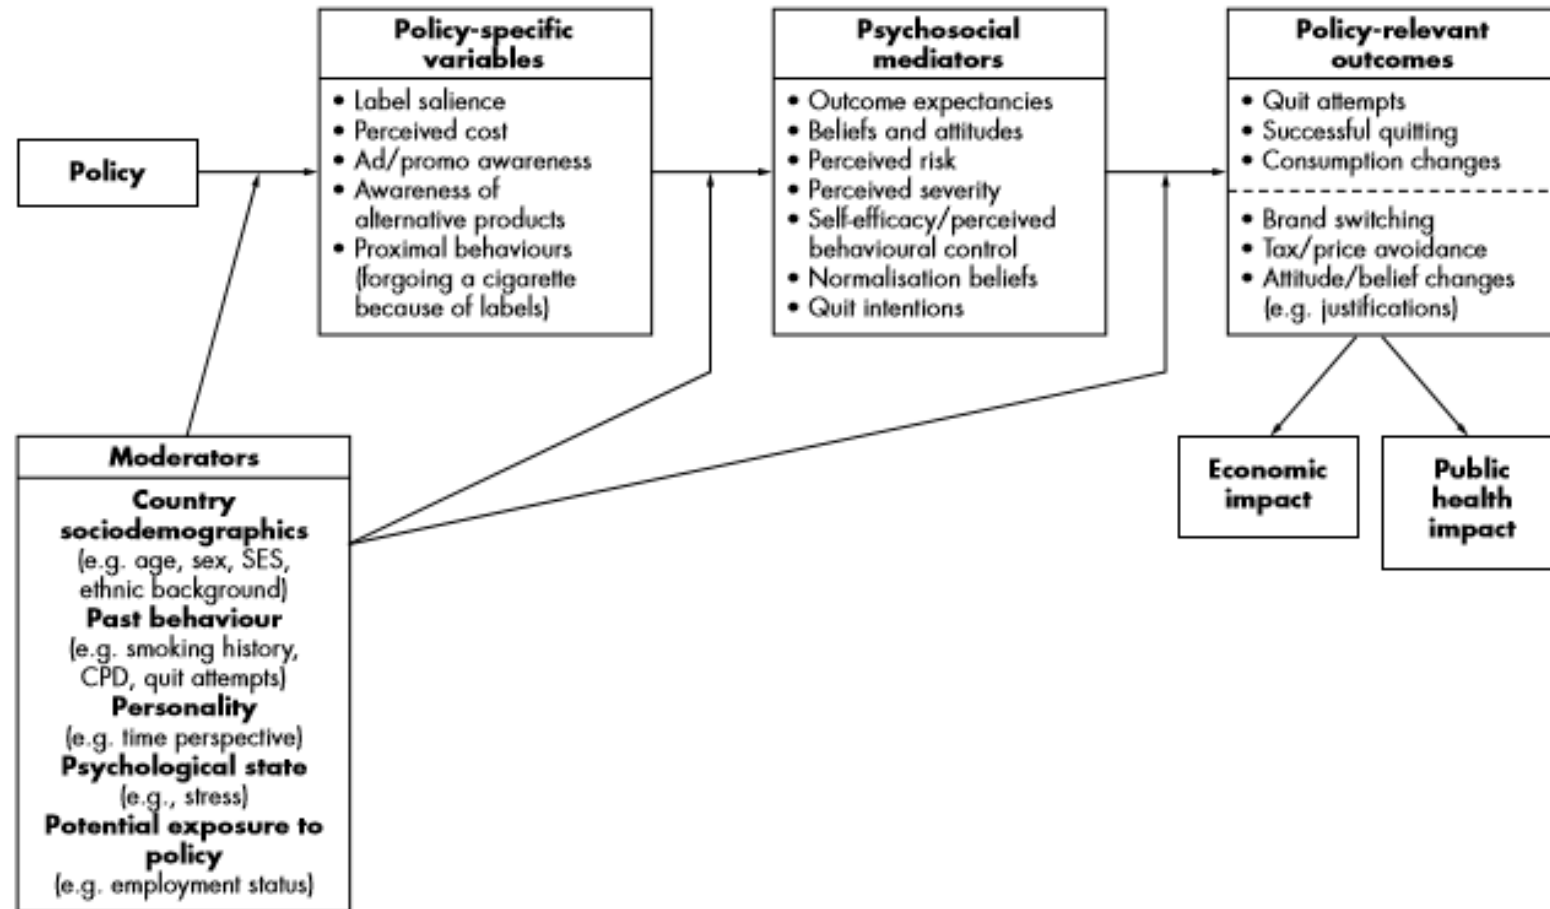 Policy
Policy-specific
variables
• Label salience
• Perceived cost
• Ad/promo awareness
• Awareness of
alternative products
• Proximal behaviours
(forgoing a cigarette
because of labels)
Psychosocial
mediators
• Outcome expectancies
• Beliefs and attitudes
• Perceived risk
• Perceived severity
• Self-efficacy/perceived
behavioural control
• Normalisation beliefs
• Quit intentions
Policy-relevant
outcomes
• Quit attempts
• Successful quitting
• Consumption changes
• Brand switching
• Tax/price avoidance
• Attitude/belief changes
(e.g. justifications)
Moderators
Country
sociodemographics
(e.g. age, sex, SES,
ethnic background)
Past behaviour
(e.g. smoking history,
CPD, quit attempts)
Personality
(e.g. time perspective)
Psychological state
(e.g., stress)
Potential exposure to
policy
(e.g. employment status)
Economic
impact
Public
health
impact